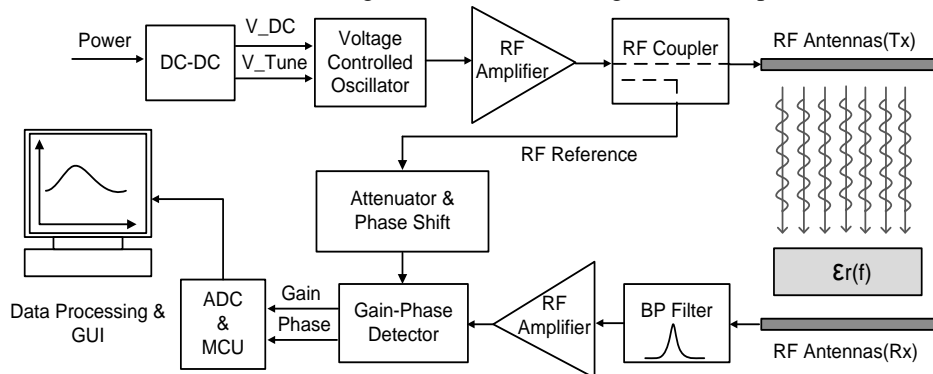 Power
DC-DC
V_DC
V_Tune
Voltage
Controlled
Oscillator
RF
Amplifier
RF Coupler
RF Antennas(Tx)
RF Reference
Attenuator &
Phase Shift
εr(f)
Data Processing &
GUI
ADC
&
MCU
Gain
Phase
Gain-Phase
Detector
RF
Amplifier
BP Filter
RF Antennas(Rx)